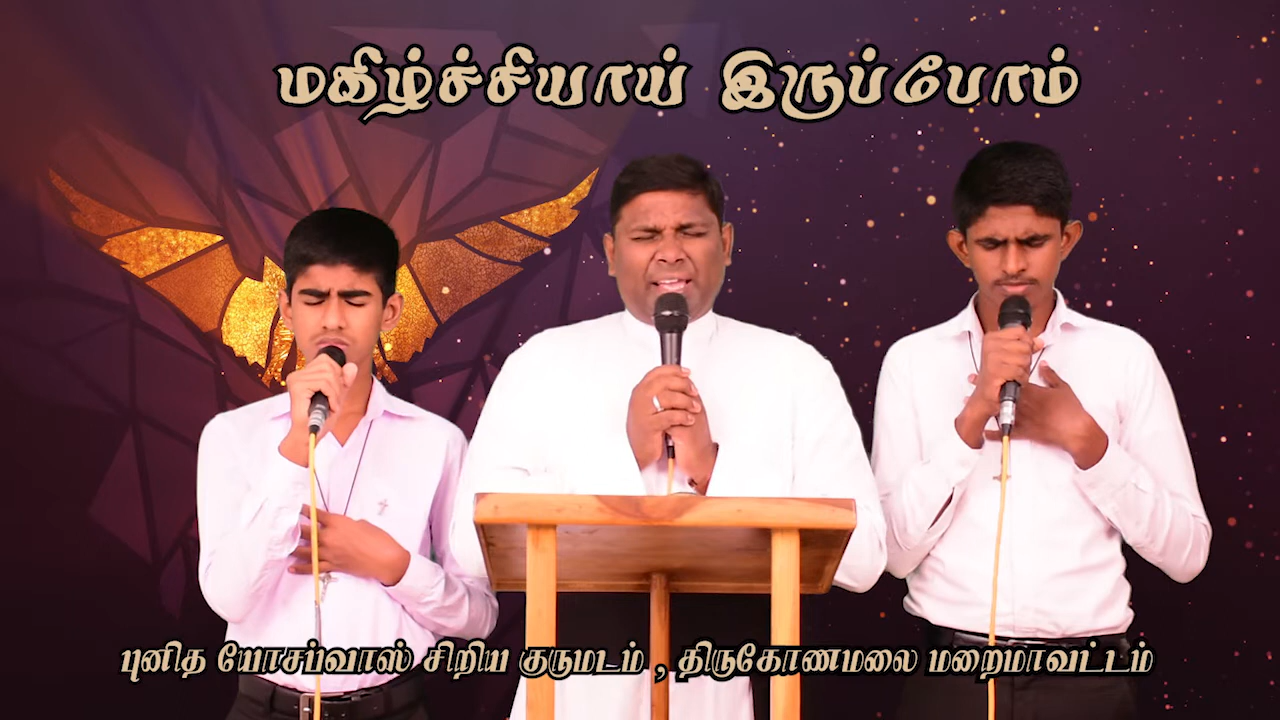 மகிழ்ச்சியாய் இருப்போம்
புனித யோசப்வாஸ் சிறிய குருமடம் , திருகோணமலை மறைமாவட்டம்